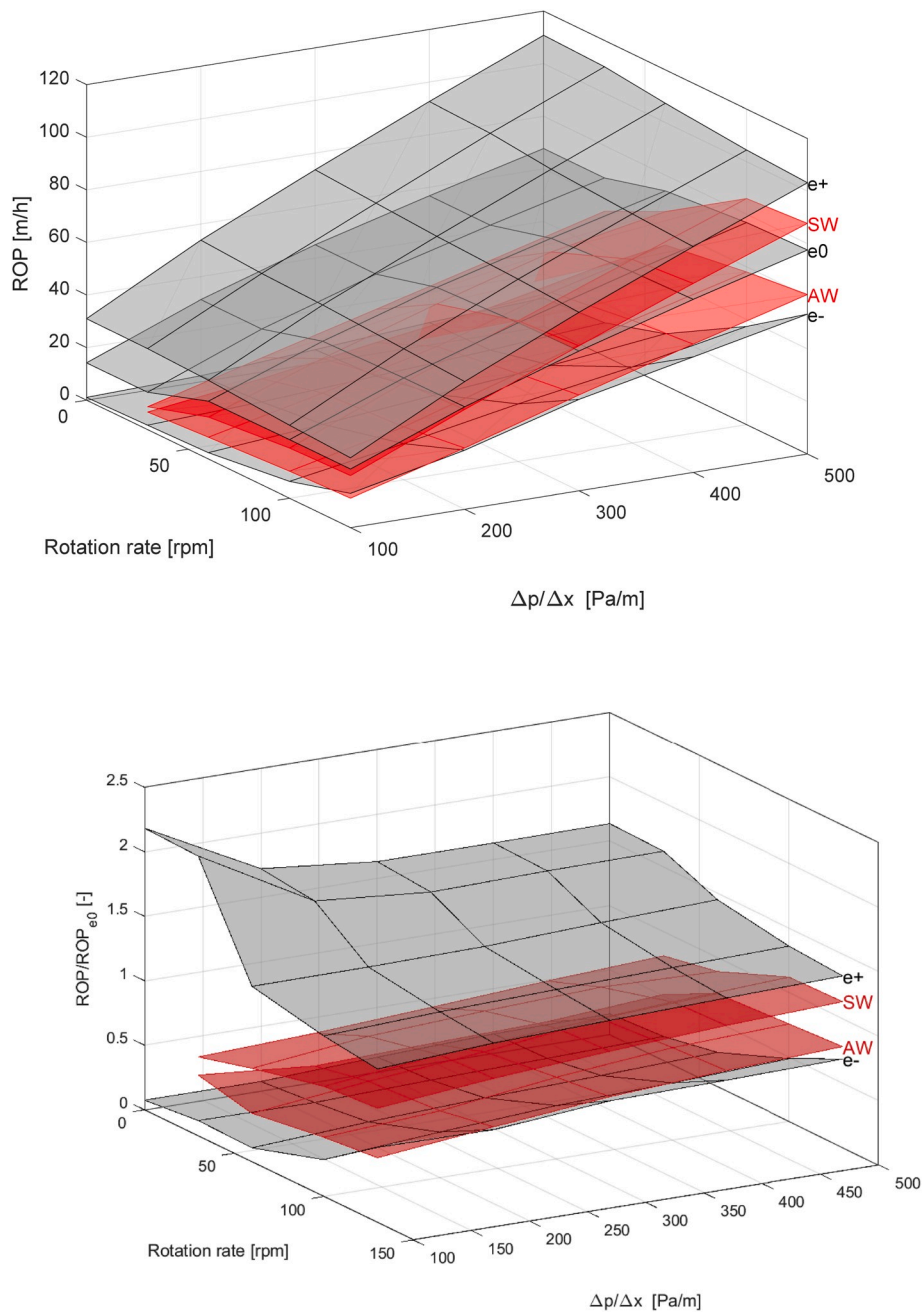 120
100
80
60
40
20
0
ROP [m/h]
e+
SW
e0
AW
e-
0
50
100
Rotation rate [rpm]
100
200
300
400
500
Δp/Δx [Pa/m]
2.5
2
1.5
1
0.5
0
ROP/ROPe0 [-]
e+
SW
AW
e-
0
50
100
150
Rotation rate [rpm]
100
150
200
250
300
350
400
450
500
Δp/Δx [Pa/m]